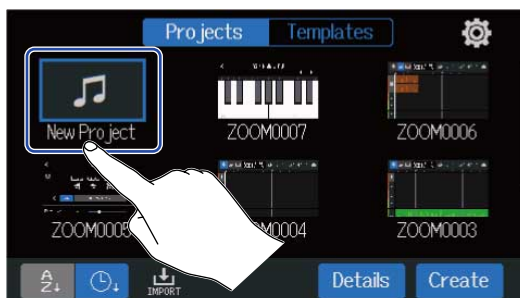 Projects Templates
New Project ZOOM0007 ZOOM0006
ZOOM0005 ZOOM0004 ZOOM0003
A Z IMPORT Details Create